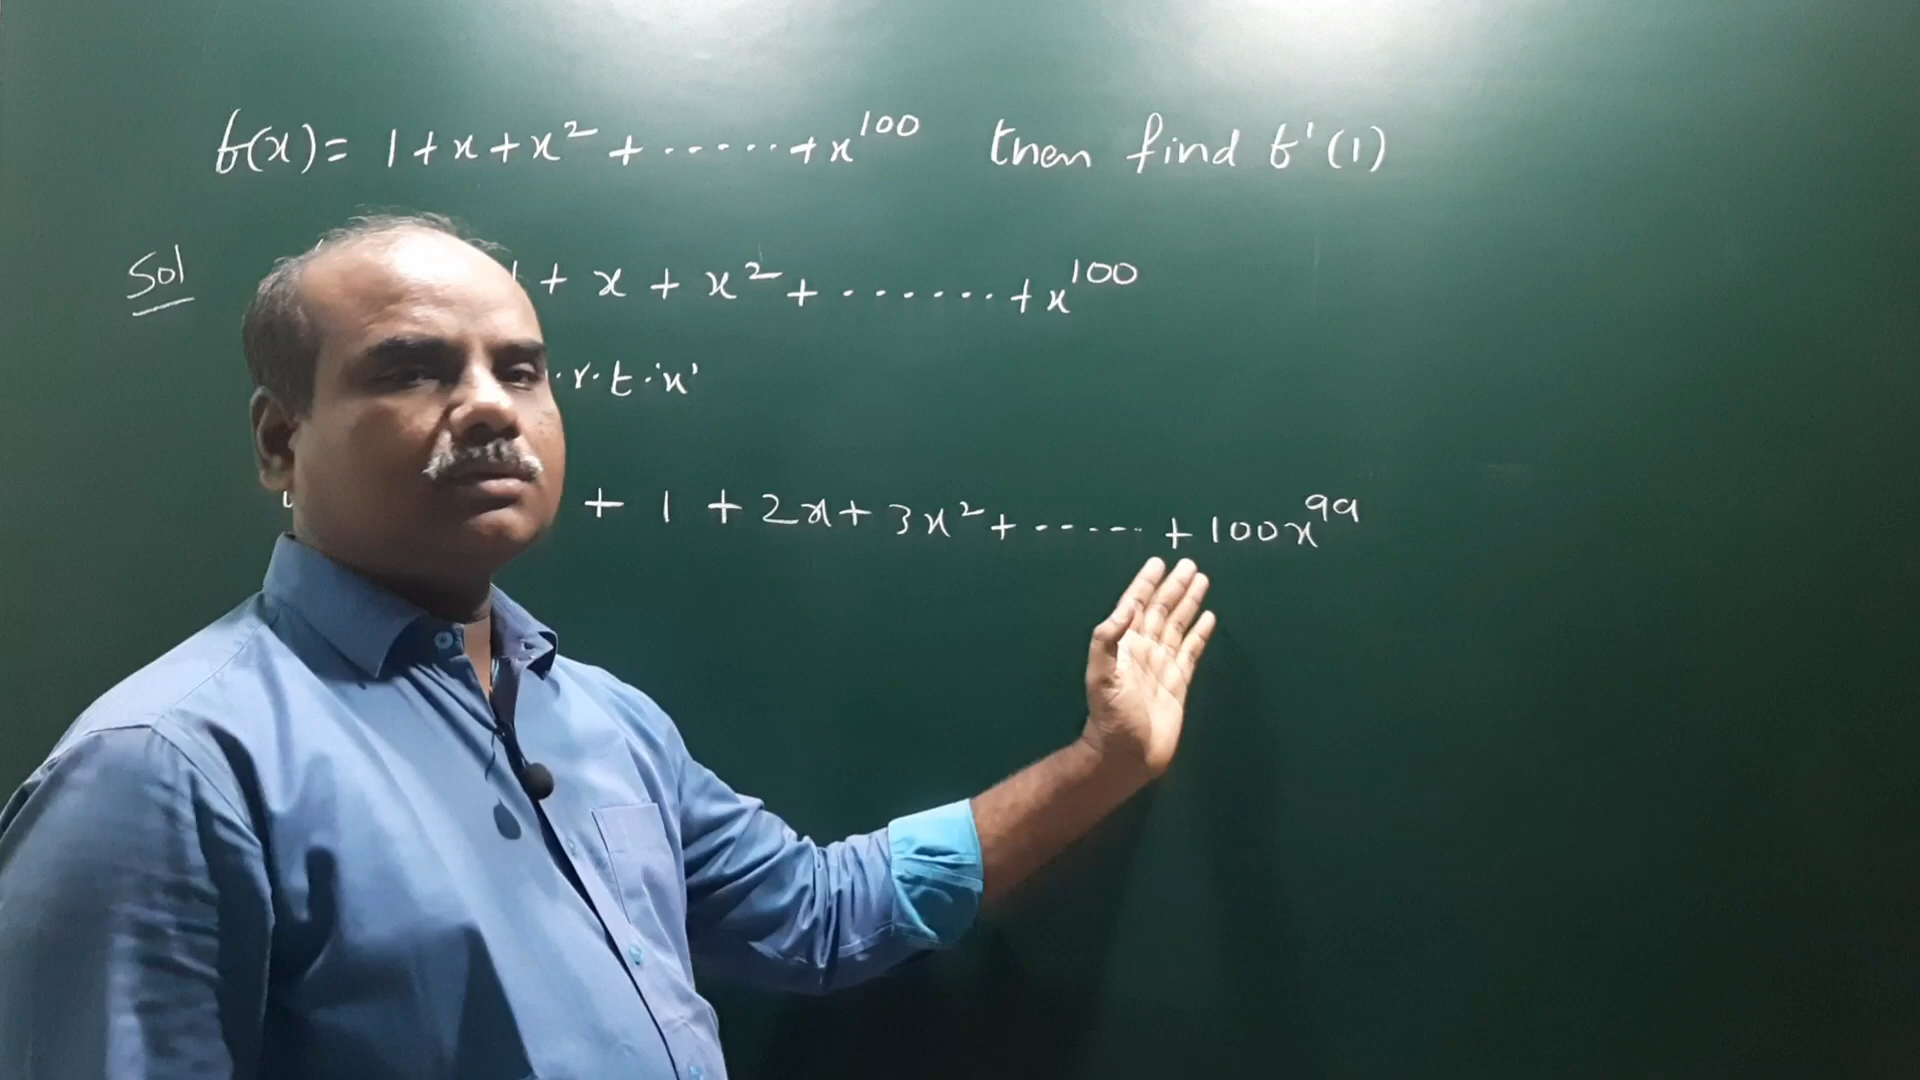 f(x) = 1 + x + x² + ...... + x¹⁰⁰ then find f'(1)
Sol + x + x² + ....... + x¹⁰⁰
.r.t.'x'
+ 1 + 2x + 3x² + ...... + 100x⁹⁹